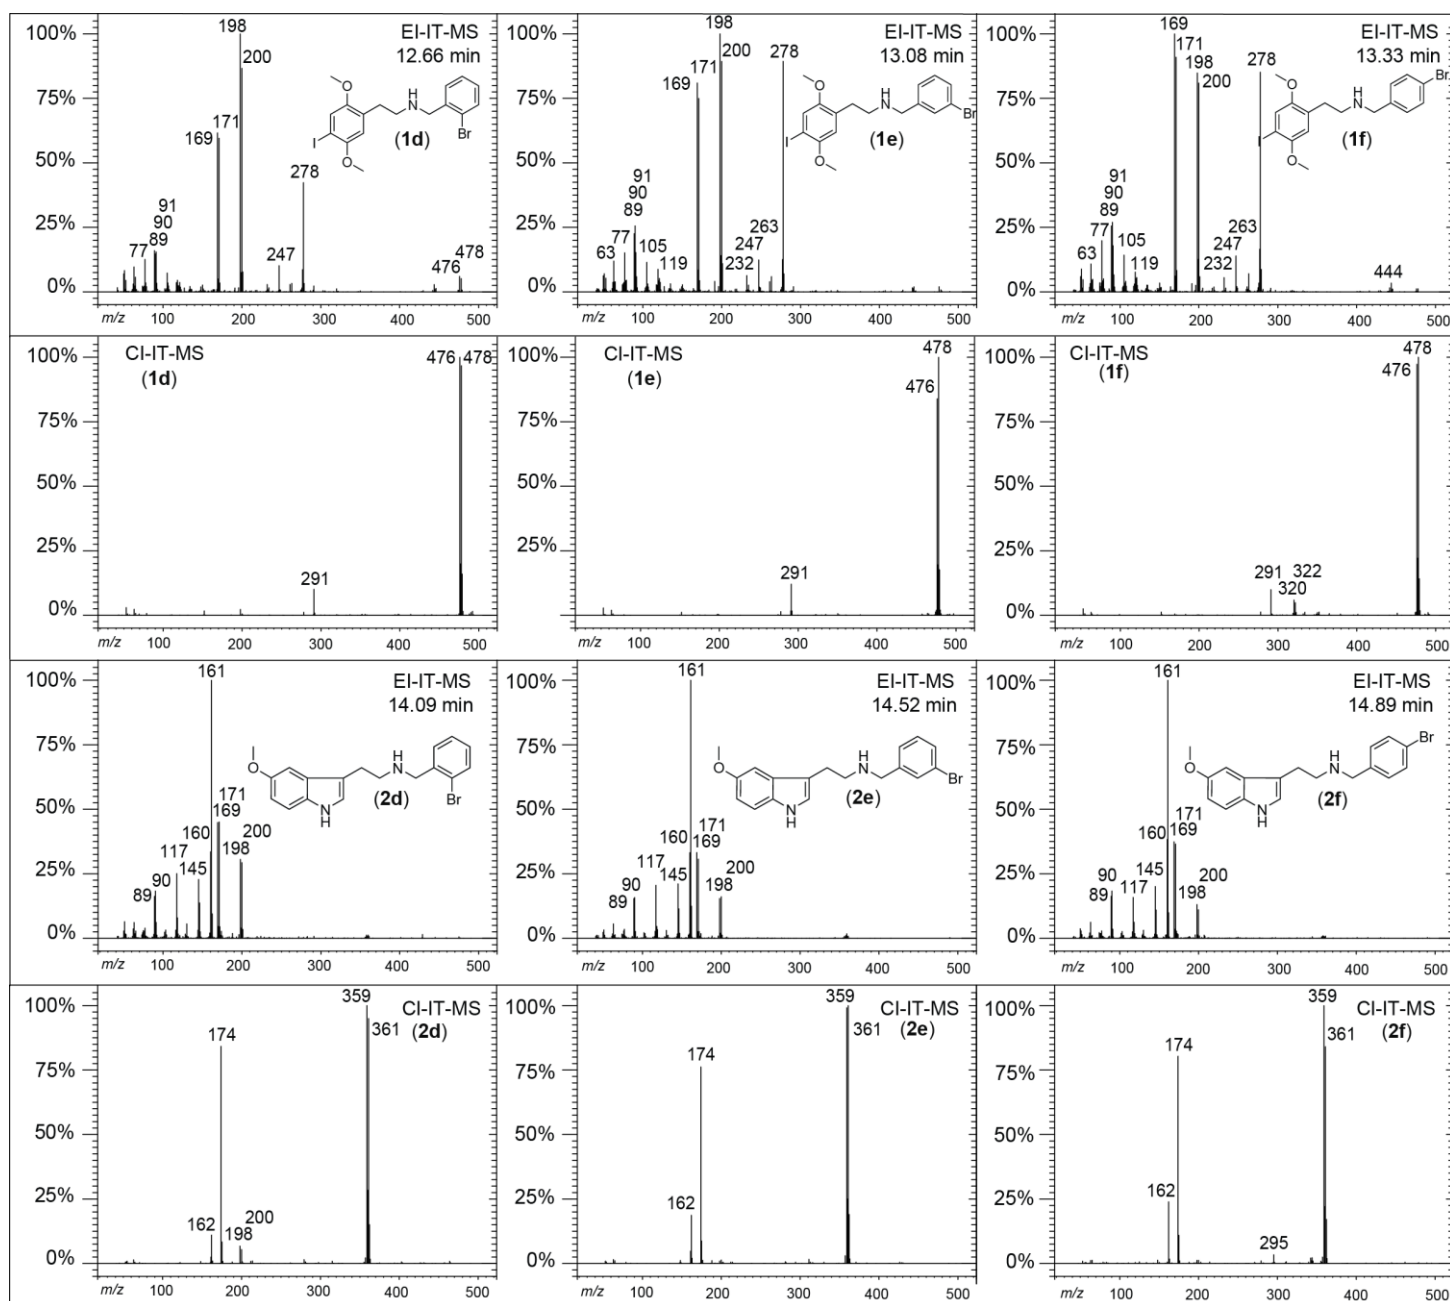 198
100%
EI-IT-MS
12.66 min
200
75%
171
169
NH
O
Br
(1d)
I
O
50%
278
91
90
89
77
25%
247
478
476
0%
m/z 100 200 300 400 500
198
100%
EI-IT-MS
13.08 min
200
278
171
169
75%
NH
O
Br
(1e)
I
O
50%
91
90
89
77
63
105
119
25%
263
247
232
0%
m/z 100 200 300 400 500
169
100%
EI-IT-MS
13.33 min
171
198
200
278
75%
Br
NH
O
(1f)
I
O
50%
91
90
89
77
63
105
119
25%
263
247
232
444
0%
m/z 100 200 300 400 500
CI-IT-MS
(1d)
100%
476 478
75%
50%
25%
291
0%
m/z 100 200 300 400 500
CI-IT-MS
(1e)
100%
478
476
75%
50%
25%
291
0%
m/z 100 200 300 400 500
CI-IT-MS
(1f)
100%
478
476
75%
50%
25%
291
322
320
0%
m/z 100 200 300 400 500
161
100%
EI-IT-MS
14.09 min
75%
O
H
N
(2d)
Br
N
H
50%
171
169
160
200
198
117
145
90
89
25%
0%
m/z 100 200 300 400 500
161
100%
EI-IT-MS
14.52 min
75%
O
H
N
(2e)
Br
N
H
50%
171
169
160
200
198
117
145
90
89
25%
0%
m/z 100 200 300 400 500
161
100%
EI-IT-MS
14.89 min
75%
Br
O
H
N
(2f)
N
H
50%
171
169
160
200
198
145
117
90
89
25%
0%
m/z 100 200 300 400 500
359
100%
CI-IT-MS
(2d)
361
174
75%
50%
25%
162
200
198
0%
m/z 100 200 300 400 500
359
100%
CI-IT-MS
(2e)
361
174
75%
50%
25%
162
0%
m/z 100 200 300 400 500
359
100%
CI-IT-MS
(2f)
361
174
75%
50%
25%
162
295
0%
m/z 100 200 300 400 500